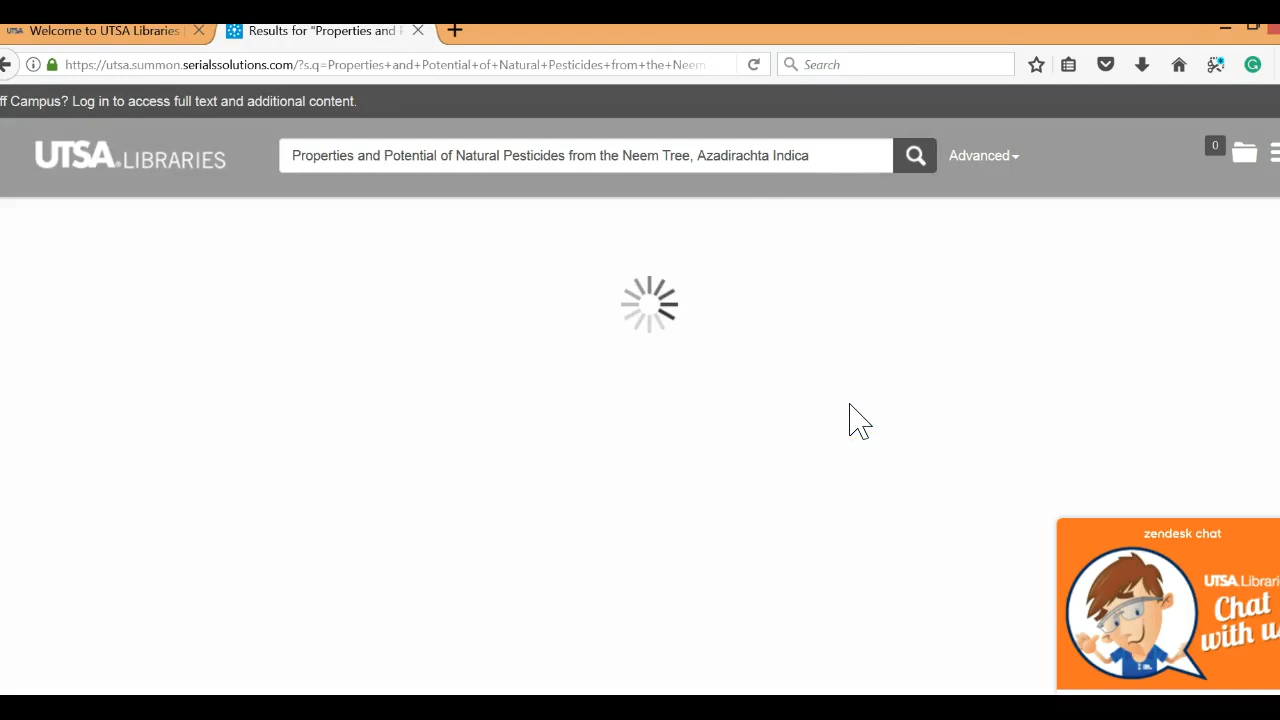 UTSA Welcome to UTSA Libraries
Results for "Properties and P
https://utsa.summon.serialssolutions.com/?s.q=Properties+and+Potential+of+Natural+Pesticides+from+the+Neem
Search
ff Campus? Log in to access full text and additional content.
UTSA LIBRARIES
Properties and Potential of Natural Pesticides from the Neem Tree, Azadirachta Indica
Advanced
0
zendesk chat
UTSA Librari
Chat
with u